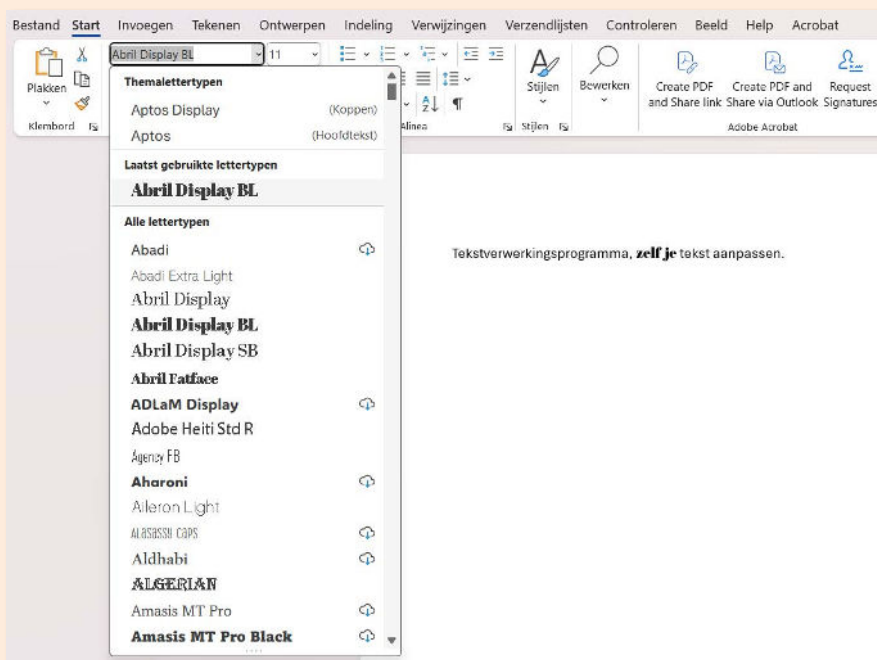 Bestand Start Invoegen Tekenen Ontwerpen Indeling Verwijzingen Verzendlijsten Controleren Beeld Help Acrobat
Abril Display BL 11
Plakken
Klembord
Alinea
Stijlen
Stijlen
Bewerken
Create PDF and Share link
Create PDF and Share via Outlook
Request Signatures
Adobe Acrobat
Themalettertypen
Aptos Display (Koppen)
Aptos (Hoofdtekst)
Laatst gebruikte lettertypen
Abril Display BL
Alle lettertypen
Abadi
Abadi Extra Light
Abril Display
Abril Display BL
Abril Display SB
Abril Fatface
ADLaM Display
Adobe Heiti Std R
Agency FB
Aharoni
Aileron Light
ALASASSY CAPS
Aldhabi
ALGERIAN
Amasis MT Pro
Amasis MT Pro Black
Tekstverwerkingsprogramma, zelf je tekst aanpassen.